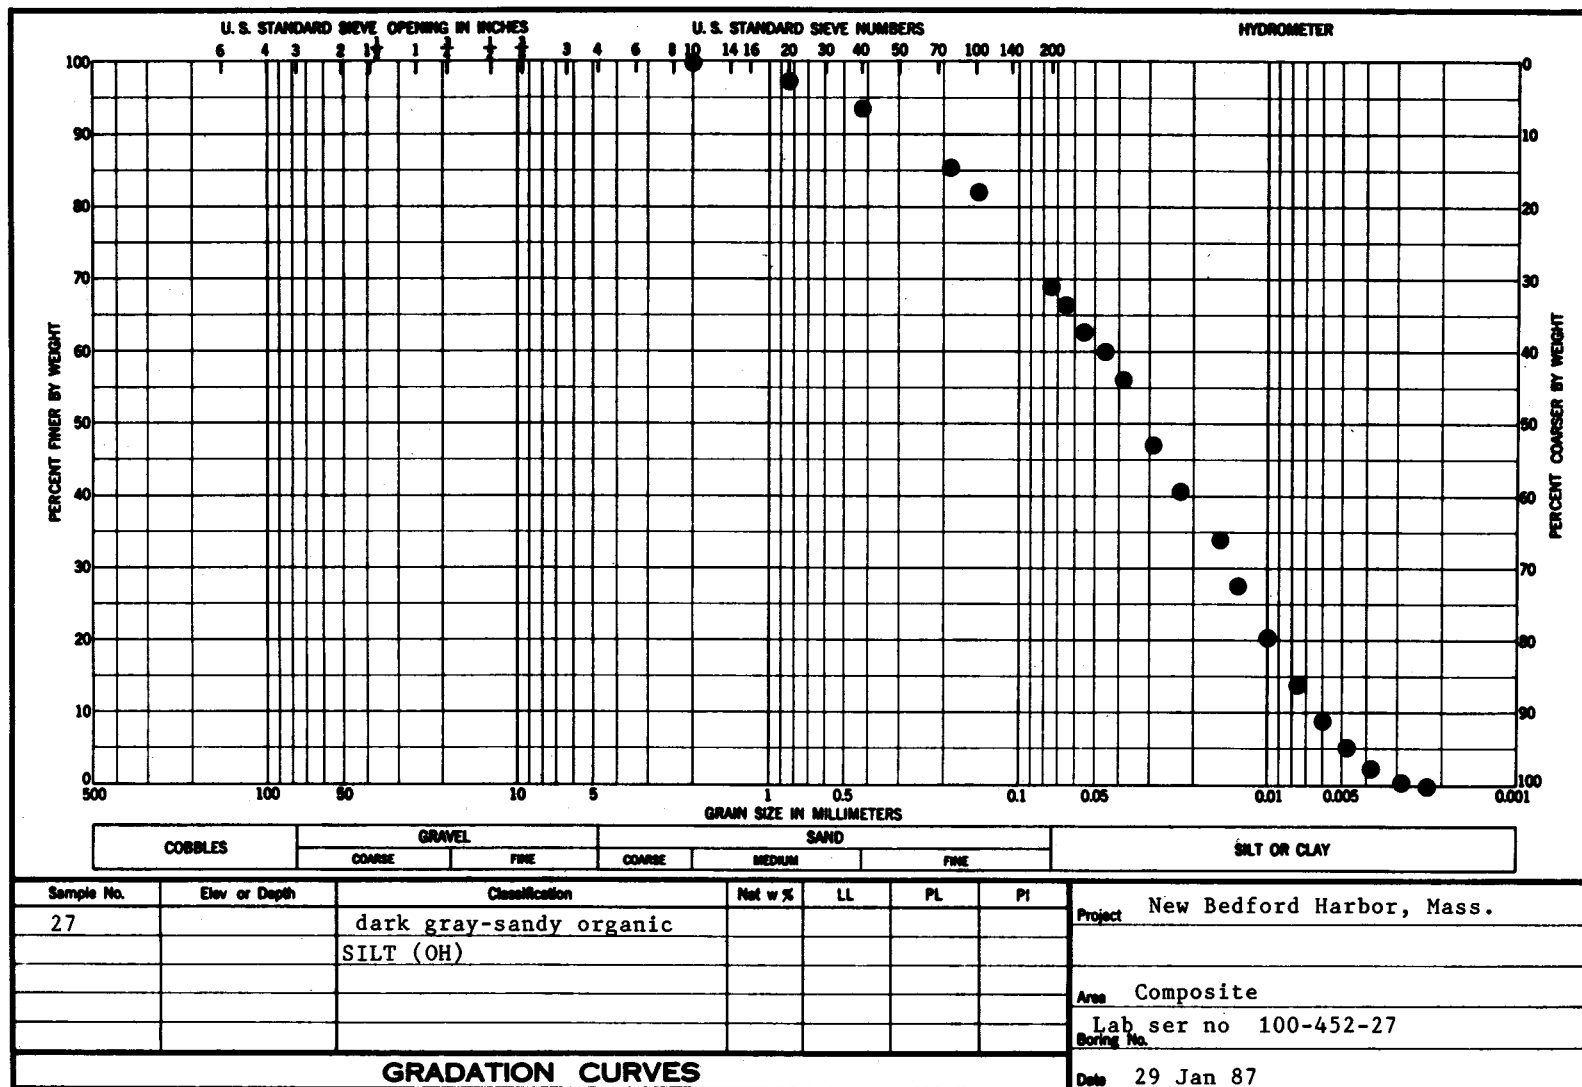 U. S. STANDARD SIEVE OPENING IN INCHES U. S. STANDARD SIEVE NUMBERS HYDROMETER
6 4 3 2 1½ 1 ¾ ½ ⅜ 3 4 6 8 10 14 16 20 30 40 50 70 100 140 200
100 0
90 10
80 20
70 30
60 40
50 50
40 60
30 70
20 80
10 90
0 100
PERCENT FINER BY WEIGHT
PERCENT COARSER BY WEIGHT
500 100 50 10 5 1 0.5 0.1 0.05 0.01 0.005 0.001
GRAIN SIZE IN MILLIMETERS
COBBLES GRAVEL SAND SILT OR CLAY
COARSE FINE COARSE MEDIUM FINE
Sample No. Elev or Depth Classification Nat w % LL PL PI
27 dark gray-sandy organic
SILT (OH)
Project New Bedford Harbor, Mass.
Area Composite
Lab ser no 100-452-27
Boring No.
Date 29 Jan 87
GRADATION CURVES